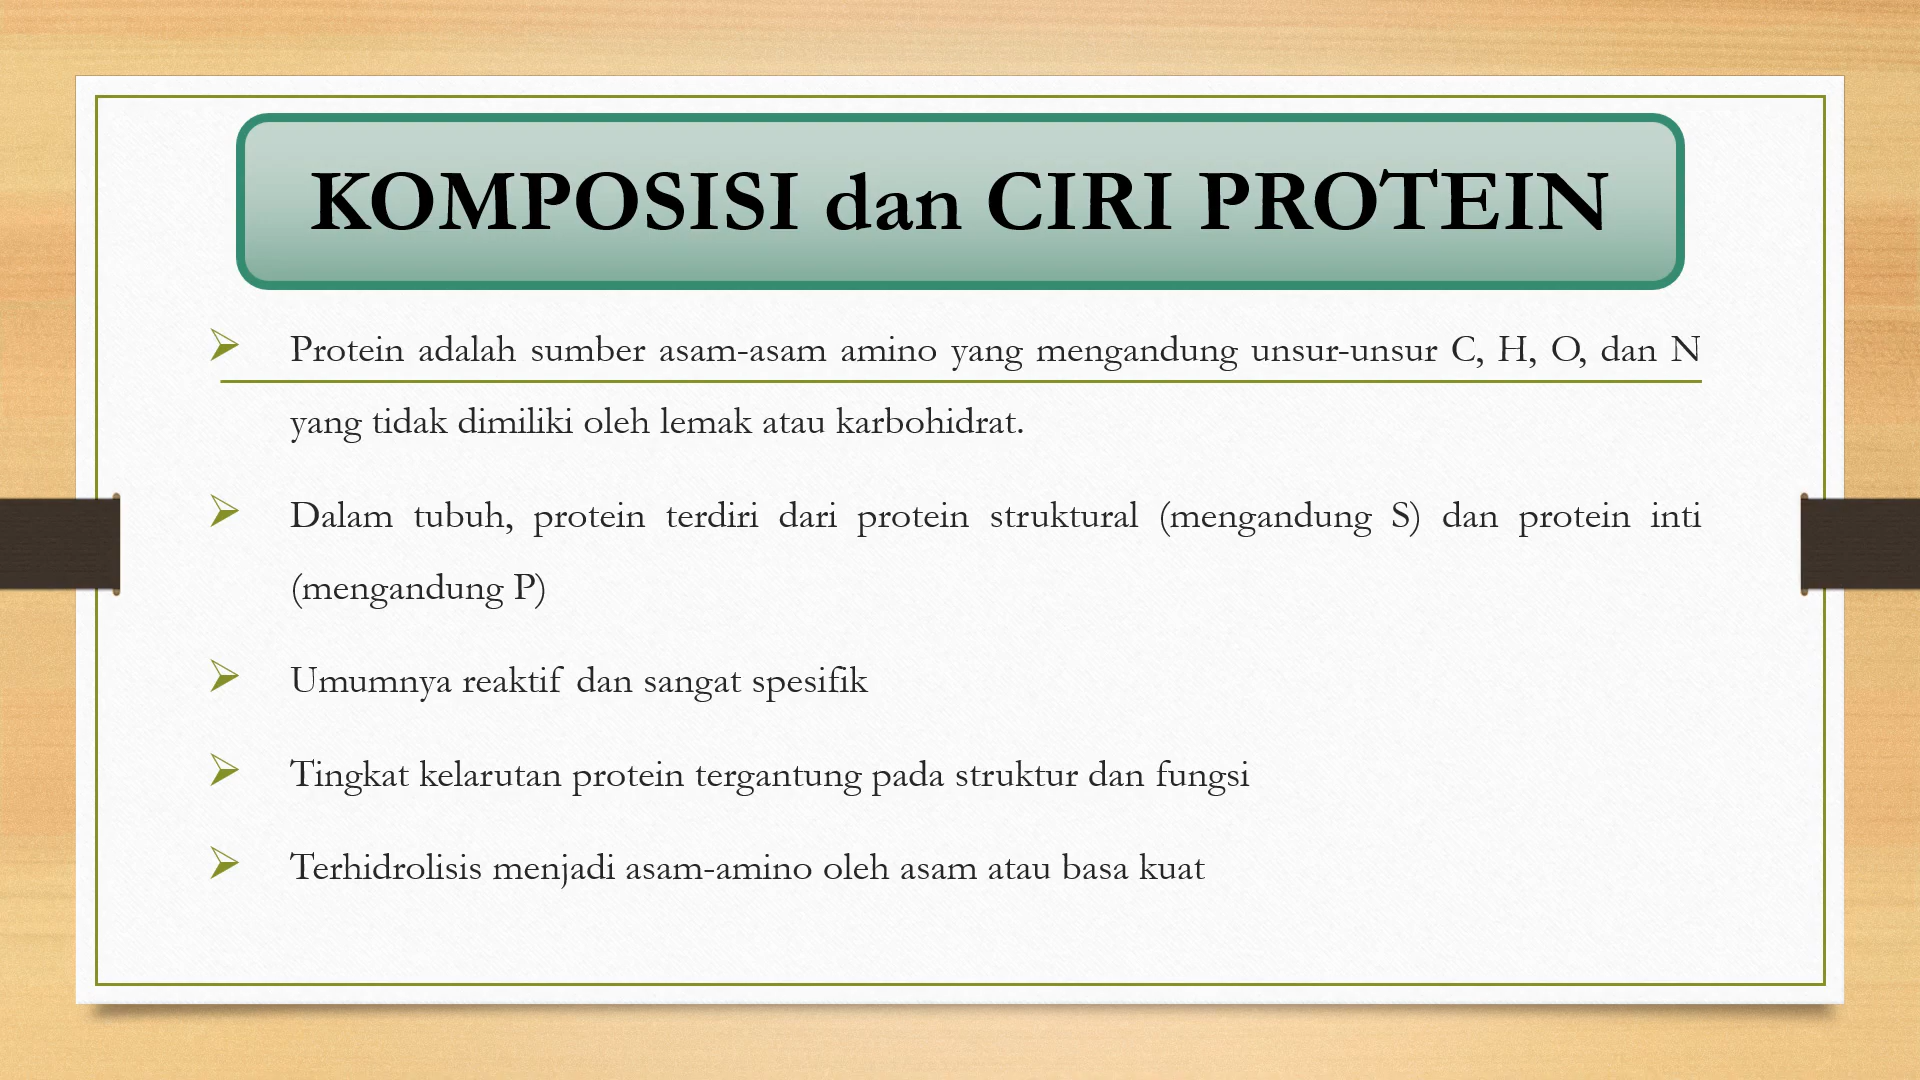 KOMPOSISI dan CIRI PROTEIN
Protein adalah sumber asam-asam amino yang mengandung unsur-unsur C, H, O, dan N
yang tidak dimiliki oleh lemak atau karbohidrat.
Dalam tubuh, protein terdiri dari protein struktural (mengandung S) dan protein inti
(mengandung P)
Umumnya reaktif dan sangat spesifik
Tingkat kelarutan protein tergantung pada struktur dan fungsi
Terhidrolisis menjadi asam-amino oleh asam atau basa kuat